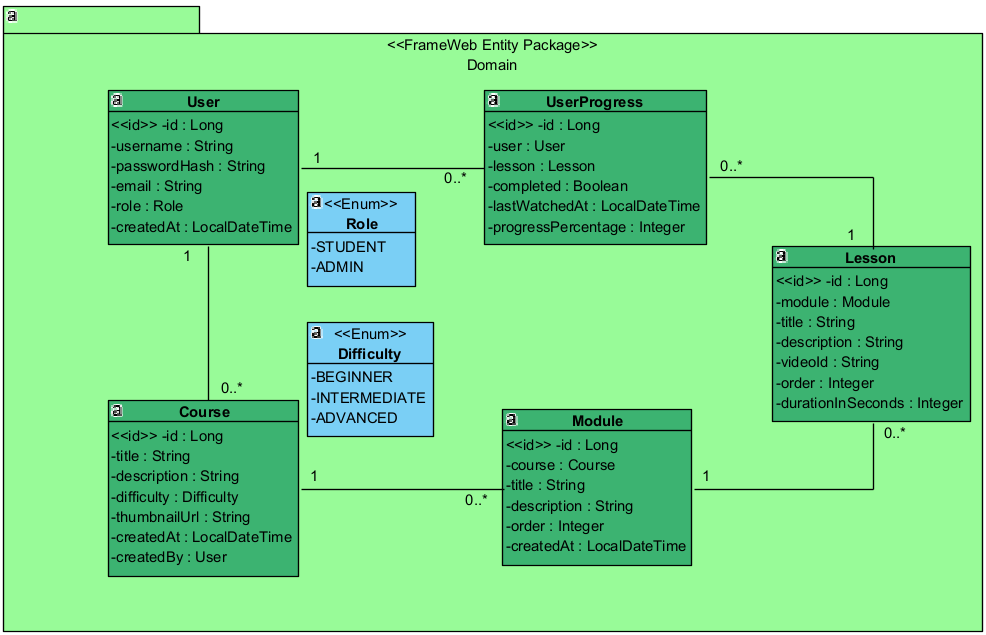 a
<<FrameWeb Entity Package>>
Domain
a
User
<<id>> -id : Long
-username : String
-passwordHash : String
-email : String
-role : Role
-createdAt : LocalDateTime
1
0..*
a
UserProgress
<<id>> -id : Long
-user : User
-lesson : Lesson
-completed : Boolean
-lastWatchedAt : LocalDateTime
-progressPercentage : Integer
0..*
1
a
<<Enum>>
Role
-STUDENT
-ADMIN
a
Lesson
<<id>> -id : Long
-module : Module
-title : String
-description : String
-videoId : String
-order : Integer
-durationInSeconds : Integer
0..*
1
0..*
a
<<Enum>>
Difficulty
-BEGINNER
-INTERMEDIATE
-ADVANCED
a
Course
<<id>> -id : Long
-title : String
-description : String
-difficulty : Difficulty
-thumbnailUrl : String
-createdAt : LocalDateTime
-createdBy : User
1
0..*
a
Module
<<id>> -id : Long
-course : Course
-title : String
-description : String
-order : Integer
-createdAt : LocalDateTime
1